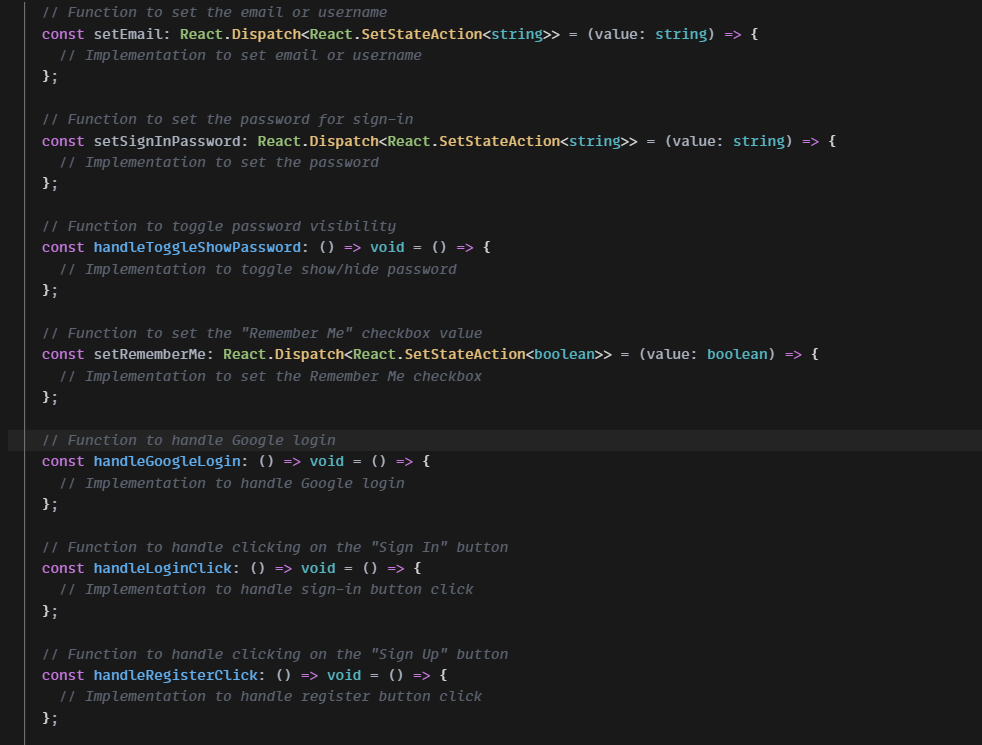 // Function to set the email or username
const setEmail: React.Dispatch<React.SetStateAction<string>> = (value: string) => {
  // Implementation to set email or username
};

// Function to set the password for sign-in
const setSignInPassword: React.Dispatch<React.SetStateAction<string>> = (value: string) => {
  // Implementation to set the password
};

// Function to toggle password visibility
const handleToggleShowPassword: () => void = () => {
  // Implementation to toggle show/hide password
};

// Function to set the "Remember Me" checkbox value
const setRememberMe: React.Dispatch<React.SetStateAction<boolean>> = (value: boolean) => {
  // Implementation to set the Remember Me checkbox
};

// Function to handle Google login
const handleGoogleLogin: () => void = () => {
  // Implementation to handle Google login
};

// Function to handle clicking on the "Sign In" button
const handleLoginClick: () => void = () => {
  // Implementation to handle sign-in button click
};

// Function to handle clicking on the "Sign Up" button
const handleRegisterClick: () => void = () => {
  // Implementation to handle register button click
};